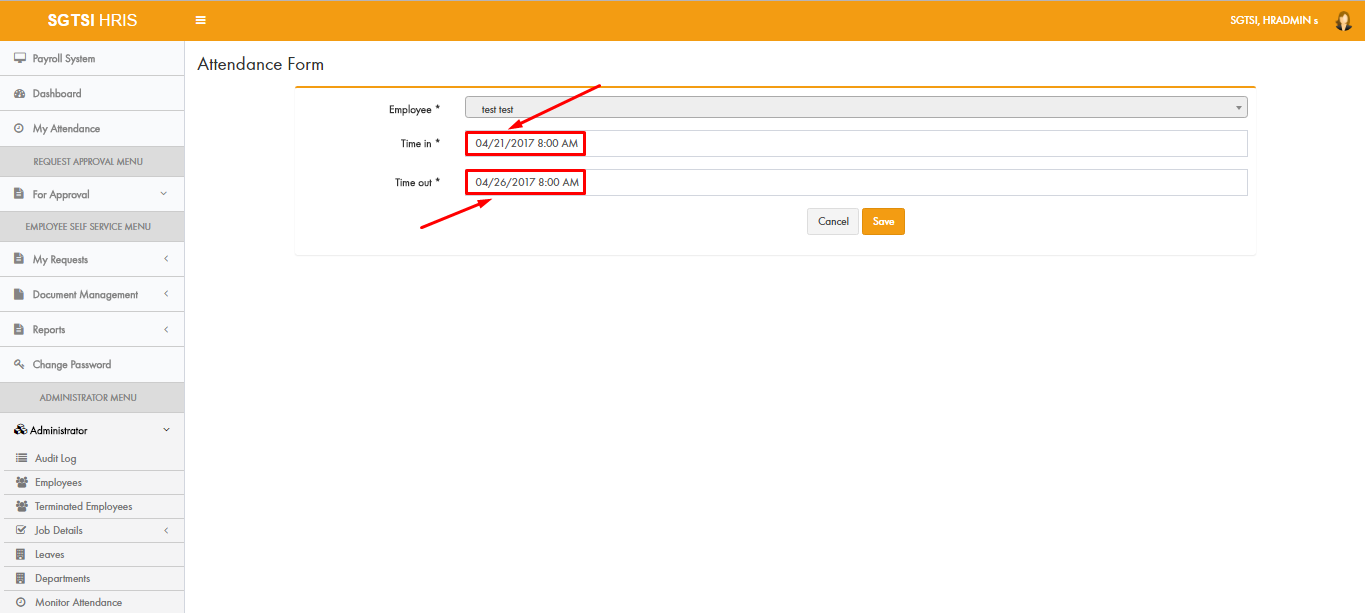 SGTSI HRIS
SGTSI, HRADMIN s
Payroll System
Dashboard
My Attendance
REQUEST APPROVAL MENU
For Approval
EMPLOYEE SELF SERVICE MENU
My Requests
Document Management
Reports
Change Password
ADMINISTRATOR MENU
Administrator
Audit Log
Employees
Terminated Employees
Job Details
Leaves
Departments
Monitor Attendance
Attendance Form
Employee * test test
Time in * 04/21/2017 8:00 AM
Time out * 04/26/2017 8:00 AM
Cancel Save